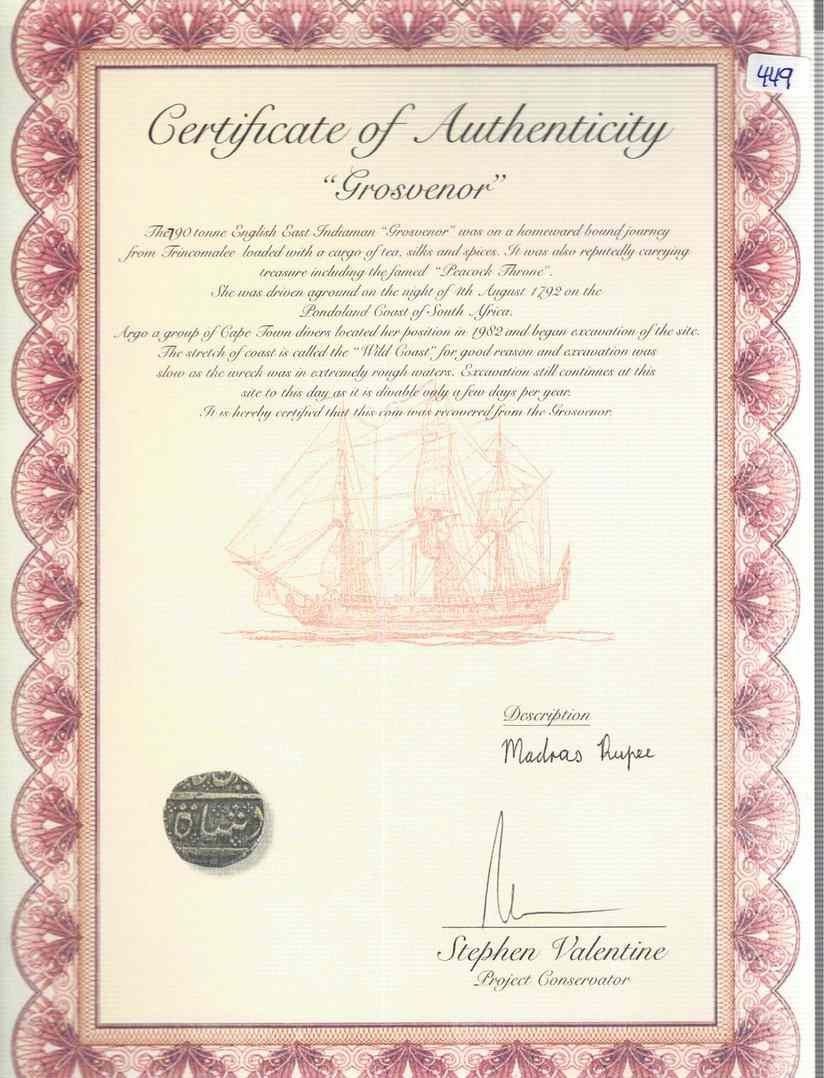 449
Certificate of Authenticity
"Grosvenor"
The 790 tonne English East Indiaman "Grosvenor" was on a homeward bound journey
from Trincomalee loaded with a cargo of tea, silks and spices. It was also reputedly carrying
treasure including the famed "Peacock Throne".
She was driven aground on the night of 4th August 1792 on the
Pondoland Coast of South Africa.
Argo a group of Cape Town divers located her position in 1982 and began excavation of the site.
The stretch of coast is called the "Wild Coast" for good reason and excavation was
slow as the wreck was in extremely rough waters. Excavation still continues at this
site to this day as it is divable only a few days per year.
It is hereby certified that this coin was recovered from the Grosvenor.
Description
Madras Rupee
Stephen Valentine
Project Conservator